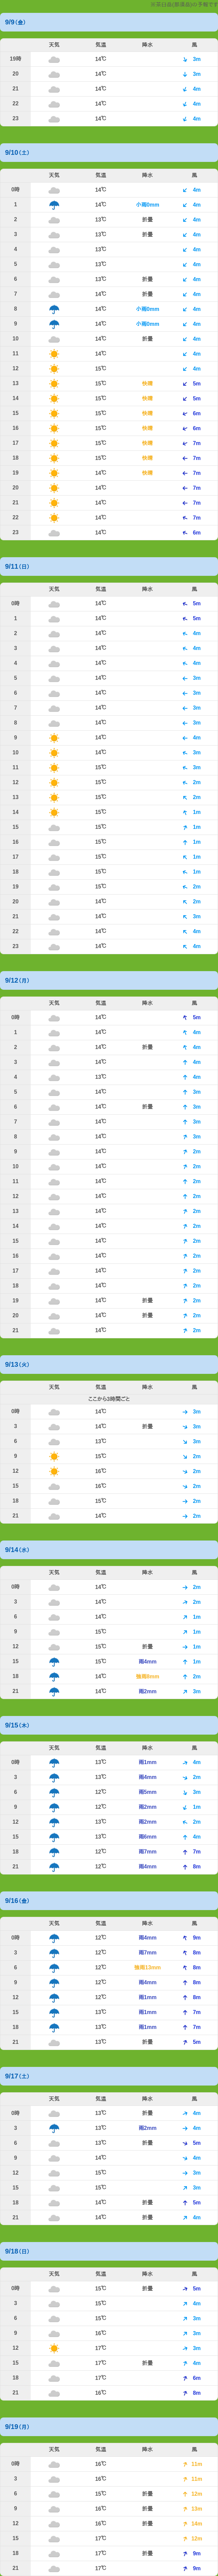 の予報です
9/9(金)
天気 気温 降水 風
19時 14℃ 3m
20 14℃ 3m
21 14℃ 4m
22 14℃ 4m
23 14℃ 4m
9/10(土)
天気 気温 降水 風
0時 14℃ 4m
1 14℃ 小雨0mm 4m
2 13℃ 折畳 4m
3 13℃ 折畳 4m
4 13℃ 4m
5 13℃ 4m
6 13℃ 折畳 4m
7 14℃ 折畳 4m
8 14℃ 小雨0mm 4m
9 14℃ 小雨0mm 4m
10 14℃ 折畳 4m
11 14℃ 4m
12 15℃ 4m
13 15℃ 快晴 5m
14 15℃ 快晴 5m
15 15℃ 快晴 6m
16 15℃ 快晴 6m
17 15℃ 快晴 7m
18 15℃ 快晴 7m
19 14℃ 快晴 7m
20 14℃ 7m
21 14℃ 7m
22 14℃ 7m
23 14℃ 6m
9/11(日)
天気 気温 降水 風
0時 14℃ 5m
1 14℃ 5m
2 14℃ 4m
3 14℃ 4m
4 14℃ 4m
5 14℃ 3m
6 14℃ 3m
7 14℃ 3m
8 14℃ 3m
9 14℃ 4m
10 14℃ 3m
11 15℃ 3m
12 15℃ 2m
13 15℃ 2m
14 15℃ 1m
15 15℃ 1m
16 15℃ 1m
17 15℃ 1m
18 15℃ 1m
19 15℃ 2m
20 14℃ 2m
21 14℃ 3m
22 14℃ 4m
23 14℃ 4m
9/12(月)
天気 気温 降水 風
0時 14℃ 5m
1 14℃ 4m
2 14℃ 折畳 4m
3 14℃ 4m
4 13℃ 4m
5 14℃ 3m
6 14℃ 折畳 3m
7 14℃ 3m
8 14℃ 3m
9 14℃ 2m
10 14℃ 2m
11 14℃ 2m
12 14℃ 2m
13 14℃ 2m
14 14℃ 2m
15 14℃ 2m
16 14℃ 2m
17 14℃ 2m
18 14℃ 2m
19 14℃ 折畳 2m
20 14℃ 折畳 2m
21 14℃ 2m
9/13(火)
天気 気温 降水 風
ここから3時間ごと
0時 14℃ 3m
3 14℃ 折畳 3m
6 13℃ 3m
9 15℃ 2m
12 16℃ 2m
15 16℃ 2m
18 15℃ 2m
21 14℃ 2m
9/14(水)
天気 気温 降水 風
0時 14℃ 2m
3 14℃ 2m
6 14℃ 1m
9 15℃ 1m
12 15℃ 折畳 1m
15 15℃ 雨4mm 1m
18 14℃ 強雨8mm 2m
21 14℃ 雨2mm 3m
9/15(木)
天気 気温 降水 風
0時 13℃ 雨1mm 4m
3 13℃ 雨4mm 2m
6 12℃ 雨5mm 3m
9 12℃ 雨2mm 1m
12 13℃ 雨2mm 2m
15 13℃ 雨6mm 4m
18 12℃ 雨7mm 7m
21 12℃ 雨4mm 8m
9/16(金)
天気 気温 降水 風
0時 12℃ 雨4mm 9m
3 12℃ 雨7mm 8m
6 12℃ 強雨13mm 8m
9 12℃ 雨4mm 8m
12 12℃ 雨1mm 8m
15 13℃ 雨1mm 7m
18 13℃ 雨1mm 7m
21 13℃ 折畳 5m
9/17(土)
天気 気温 降水 風
0時 13℃ 折畳 4m
3 13℃ 雨2mm 4m
6 13℃ 折畳 5m
9 14℃ 4m
12 15℃ 3m
15 15℃ 3m
18 14℃ 折畳 5m
21 14℃ 折畳 4m
9/18(日)
天気 気温 降水 風
0時 15℃ 折畳 5m
3 15℃ 4m
6 15℃ 3m
9 16℃ 3m
12 17℃ 3m
15 17℃ 折畳 4m
18 17℃ 6m
21 16℃ 8m
9/19(月)
天気 気温 降水 風
0時 16℃ 11m
3 16℃ 11m
6 15℃ 折畳 12m
9 16℃ 折畳 13m
12 16℃ 折畳 14m
15 17℃ 12m
18 17℃ 折畳 9m
21 17℃ 9m